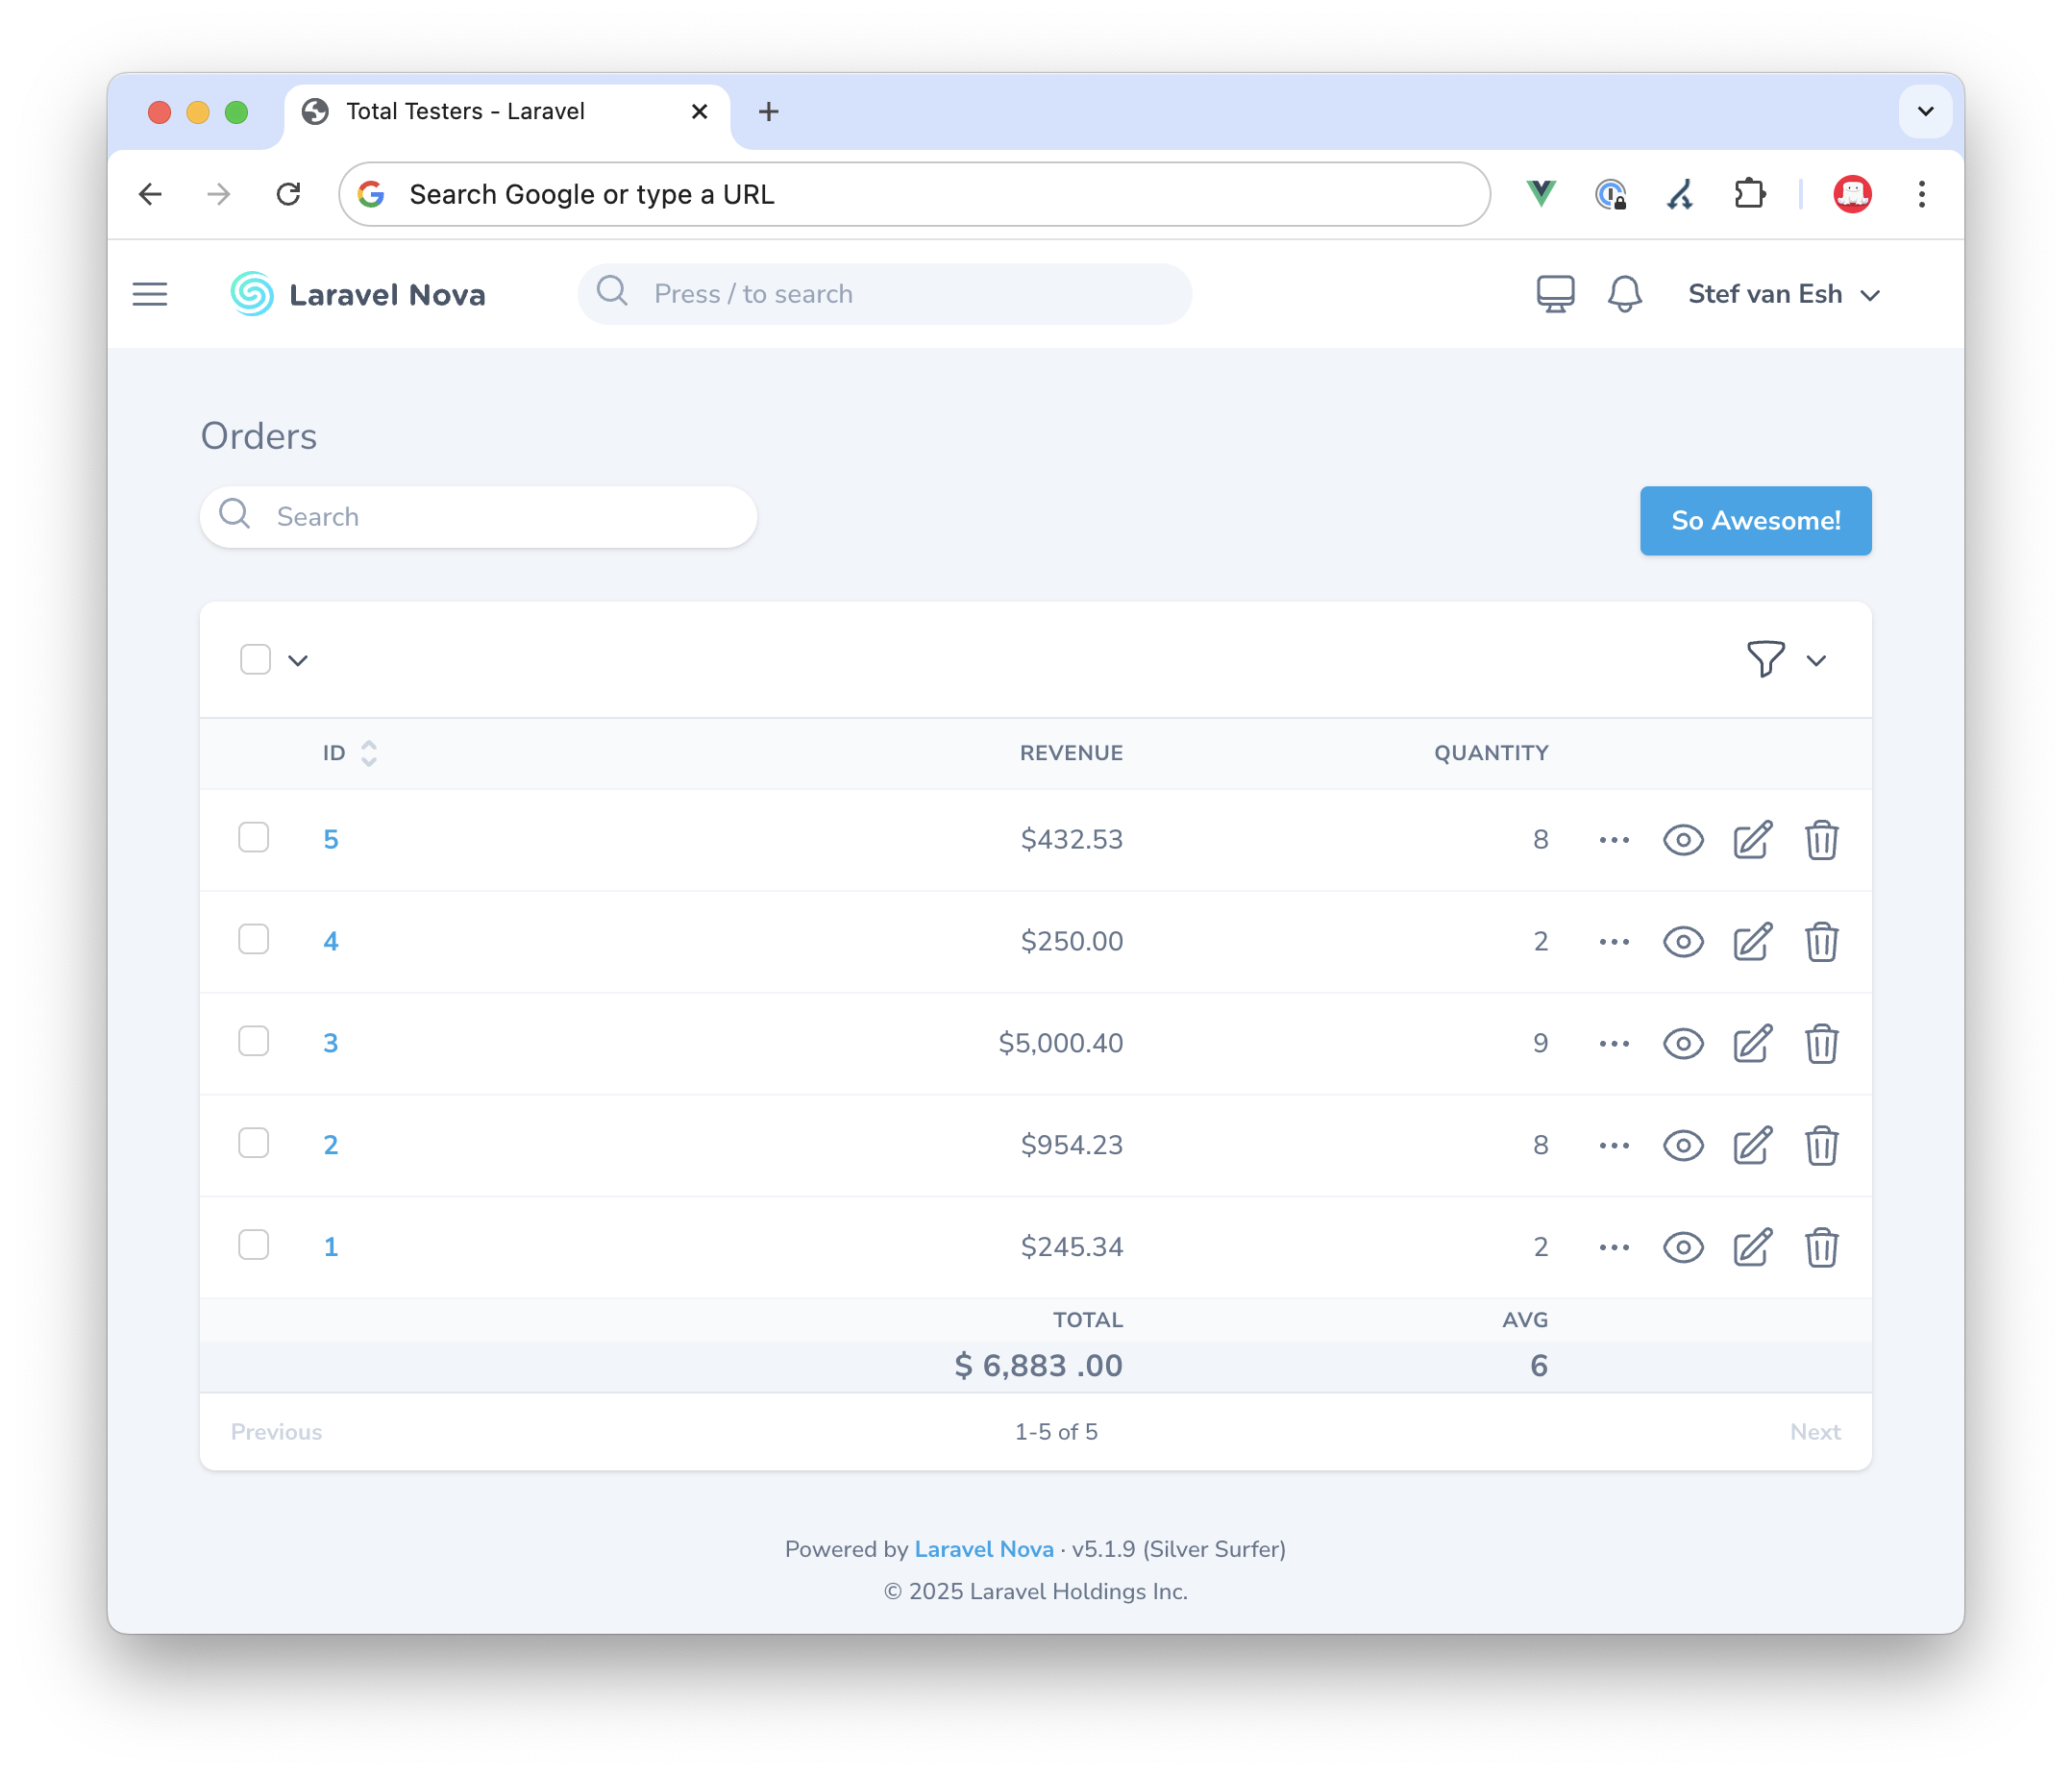 Total Testers - Laravel
Search Google or type a URL
Laravel Nova
Press / to search
Stef van Esh
Orders
Search
So Awesome!
ID REVENUE QUANTITY
5 $432.53 8
4 $250.00 2
3 $5,000.40 9
2 $954.23 8
1 $245.34 2
TOTAL AVG
$ 6,883 .00 6
Previous 1-5 of 5 Next
Powered by Laravel Nova · v5.1.9 (Silver Surfer)
© 2025 Laravel Holdings Inc.